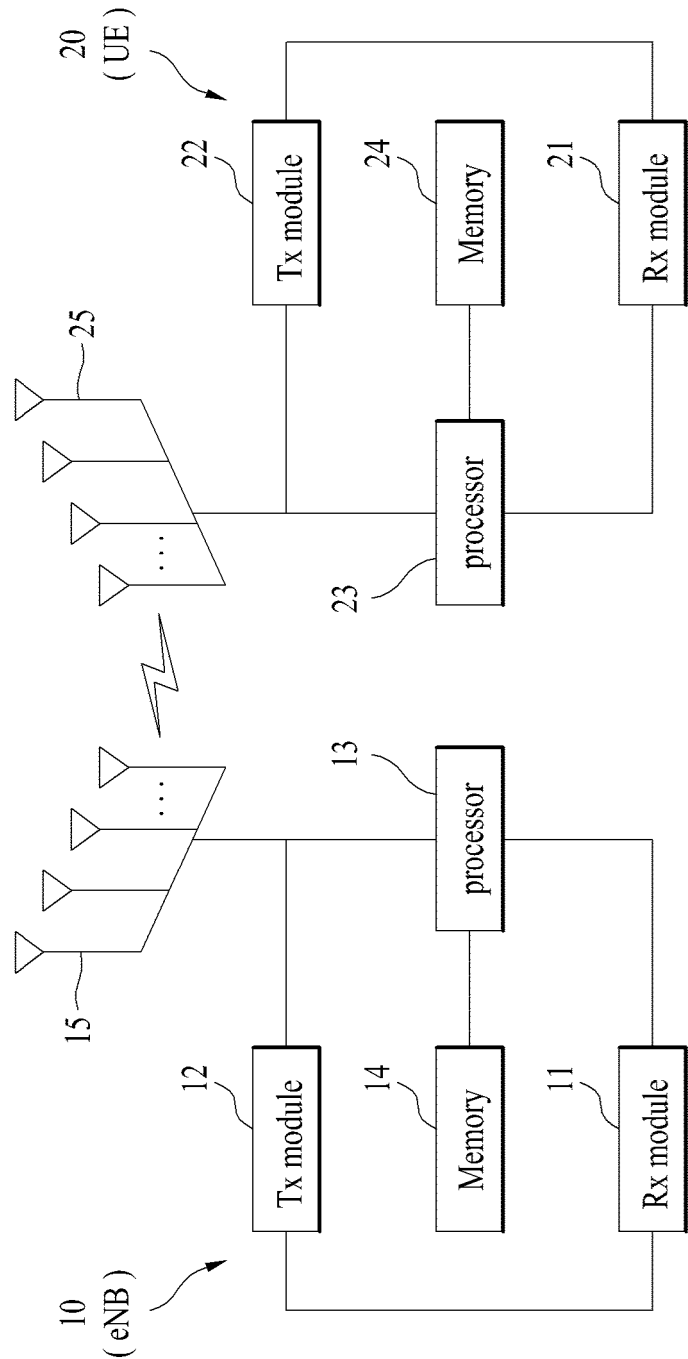 10
( eNB )
15
12
Tx module
14
Memory
11
Rx module
13
processor
. . .
20
( UE )
25
22
Tx module
24
Memory
21
Rx module
23
processor
. . .